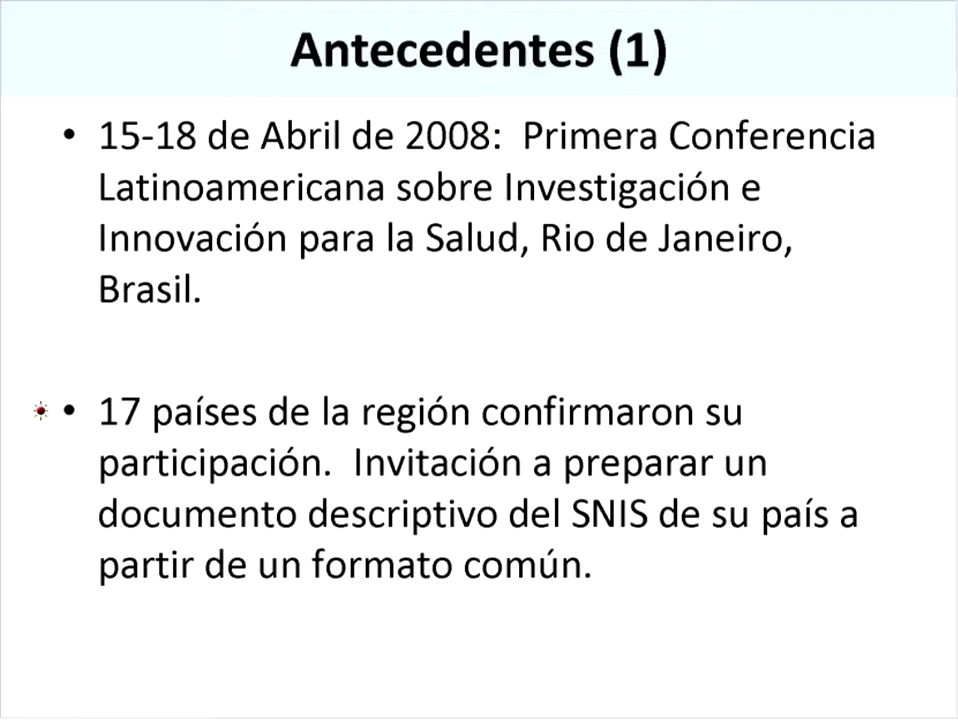 Antecedentes (1)
• 15-18 de Abril de 2008:  Primera Conferencia
Latinoamericana sobre Investigación e
Innovación para la Salud, Rio de Janeiro,
Brasil.
• 17 países de la región confirmaron su
participación.  Invitación a preparar un
documento descriptivo del SNIS de su país a
partir de un formato común.